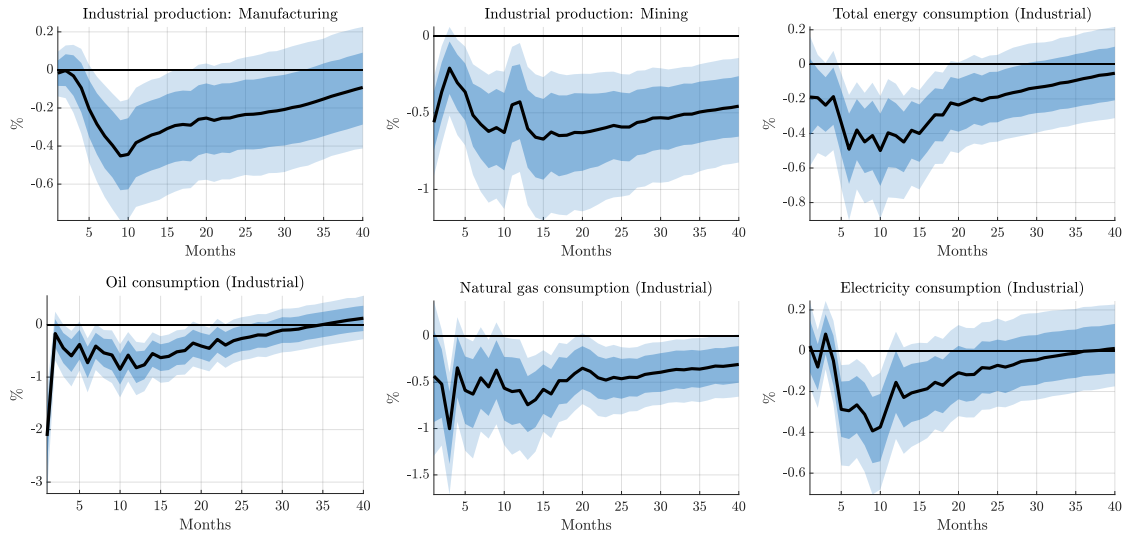 Industrial production: Manufacturing
0.2
0
-0.2
-0.4
-0.6
%
5 10 15 20 25 30 35 40
Months
Industrial production: Mining
0
-0.5
-1
%
5 10 15 20 25 30 35 40
Months
Total energy consumption (Industrial)
0.2
0
-0.2
-0.4
-0.6
-0.8
%
5 10 15 20 25 30 35 40
Months
Oil consumption (Industrial)
0
-1
-2
-3
%
5 10 15 20 25 30 35 40
Months
Natural gas consumption (Industrial)
0
-0.5
-1
-1.5
%
5 10 15 20 25 30 35 40
Months
Electricity consumption (Industrial)
0.2
0
-0.2
-0.4
-0.6
%
5 10 15 20 25 30 35 40
Months